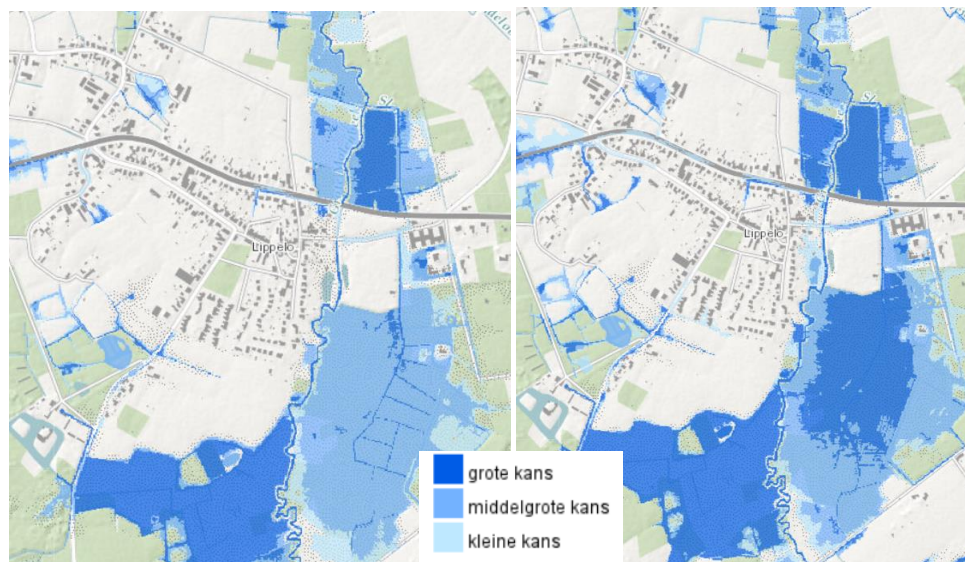 Lippelo
Lippelo
grote kans
middelgrote kans
kleine kans